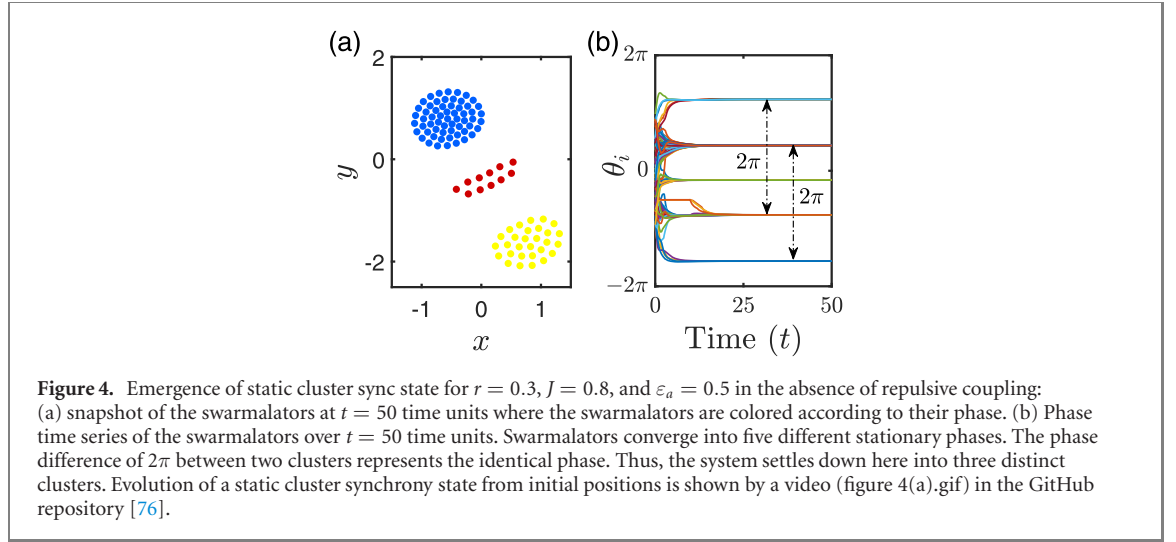 (a)
2
0
-2
y
-1
0
1
x
(b)
2π
0
−2π
θi
2π
2π
0
25
50
Time (t)
Figure 4. Emergence of static cluster sync state for r = 0.3, J = 0.8, and εa = 0.5 in the absence of repulsive coupling:
(a) snapshot of the swarmalators at t = 50 time units where the swarmalators are colored according to their phase. (b) Phase
time series of the swarmalators over t = 50 time units. Swarmalators converge into five different stationary phases. The phase
difference of 2π between two clusters represents the identical phase. Thus, the system settles down here into three distinct
clusters. Evolution of a static cluster synchrony state from initial positions is shown by a video (figure 4(a).gif) in the GitHub
repository [76].